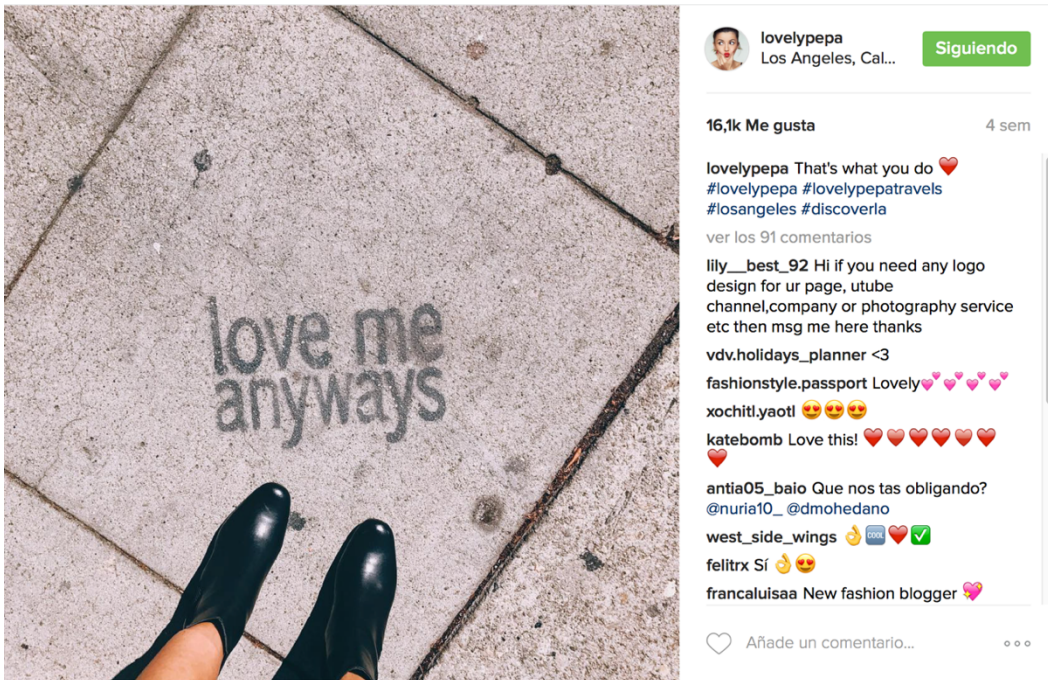 love me
anyways
lovelypepa
Los Angeles, Cal...
Siguiendo
16,1k Me gusta
4 sem
lovelypepa That's what you do ❤️
#lovelypepa #lovelypepatravels
#losangeles #discoverla
ver los 91 comentarios
lily__best_92 Hi if you need any logo
design for ur page, utube
channel,company or photography service
etc then msg me here thanks
vdv.holidays_planner <3
fashionstyle.passport Lovely💕💕💕💕
xochitl.yaotl 😍😍😍
katebomb Love this! ❤️❤️❤️❤️❤️❤️
❤️
antia05_baio Que nos tas obligando?
@nuria10_ @dmohedano
west_side_wings 👌🆒❤️✅
felitrx Sí 👌😍
francaluisaa New fashion blogger 💖
Añade un comentario...